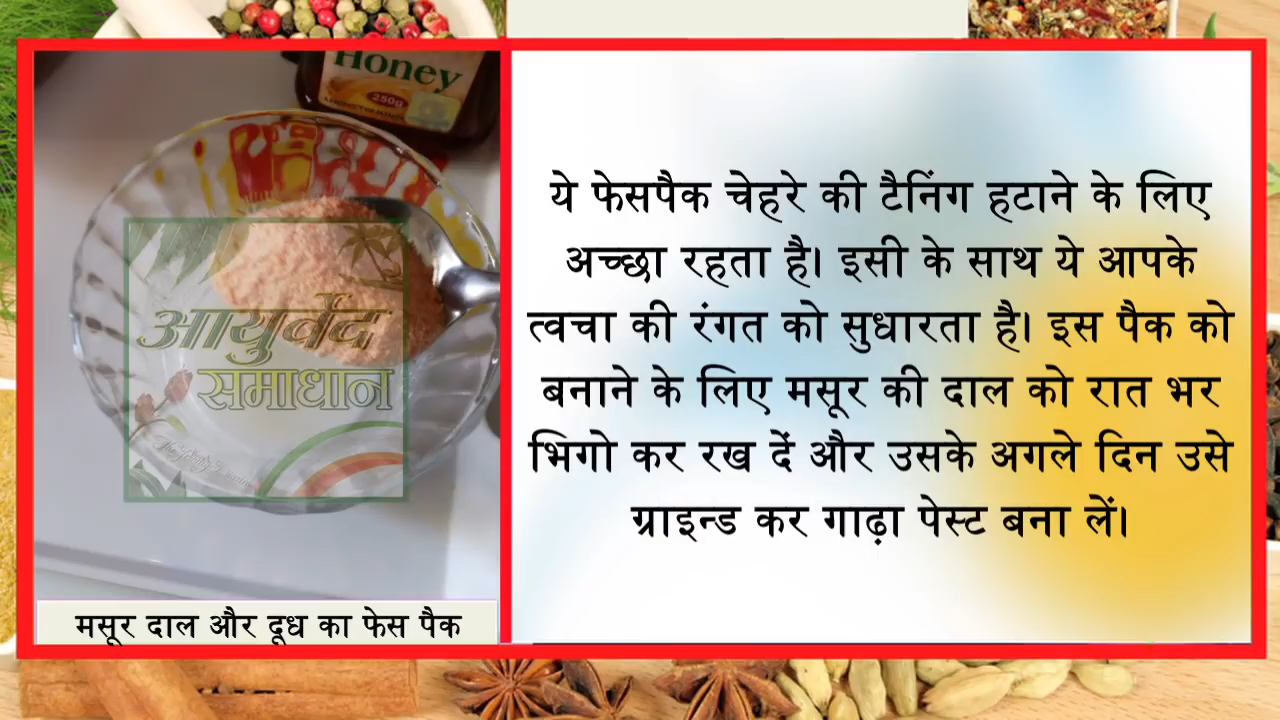 Honey
250g
आयुर्वेद
समाधान
मसूर दाल और दूध का फेस पैक
ये फेसपैक चेहरे की टैनिंग हटाने के लिए
अच्छा रहता है। इसी के साथ ये आपके
त्वचा की रंगत को सुधारता है। इस पैक को
बनाने के लिए मसूर की दाल को रात भर
भिगो कर रख दें और उसके अगले दिन उसे
ग्राइन्ड कर गाढ़ा पेस्ट बना लें।